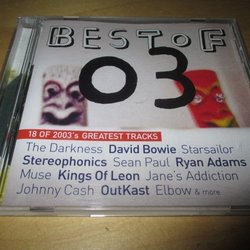 BEST OF
03
18 OF 2003's GREATEST TRACKS
The Darkness David Bowie Starsailor
Stereophonics Sean Paul Ryan Adams
Muse Kings Of Leon Jane's Addiction
Johnny Cash OutKast Elbow & more